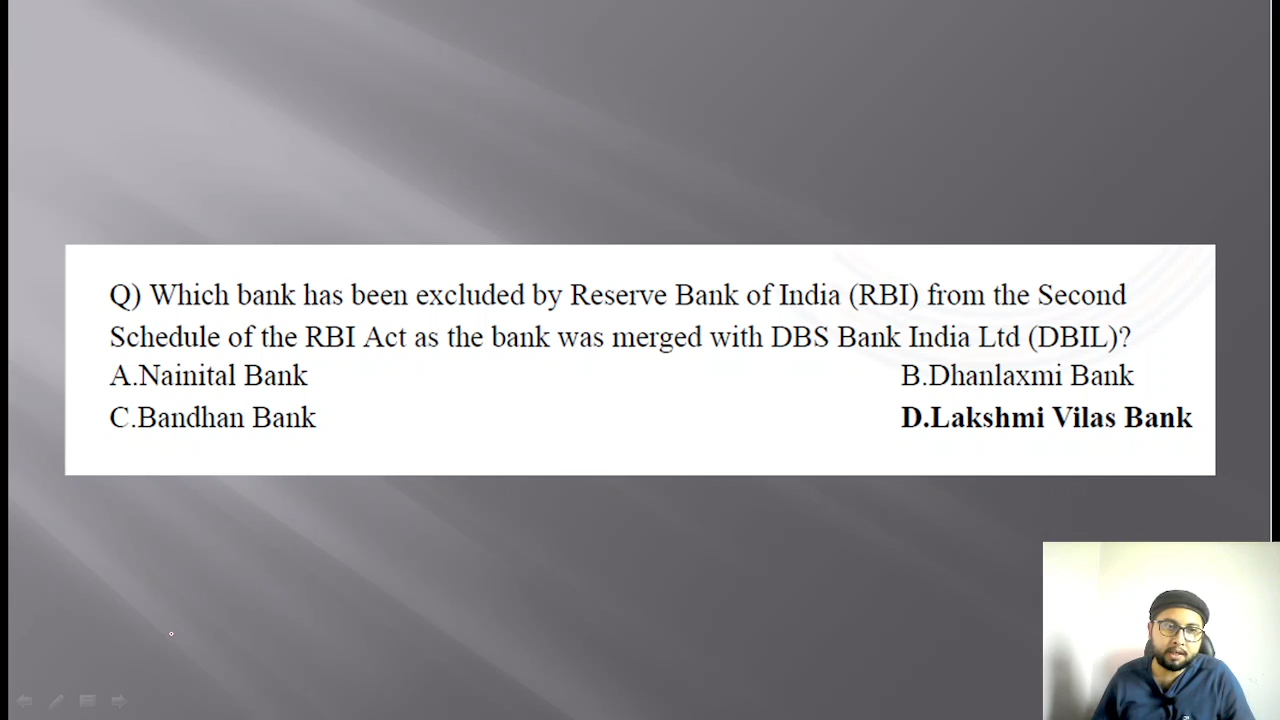 Q) Which bank has been excluded by Reserve Bank of India (RBI) from the Second
Schedule of the RBI Act as the bank was merged with DBS Bank India Ltd (DBIL)?
A.Nainital Bank B.Dhanlaxmi Bank
C.Bandhan Bank D.Lakshmi Vilas Bank